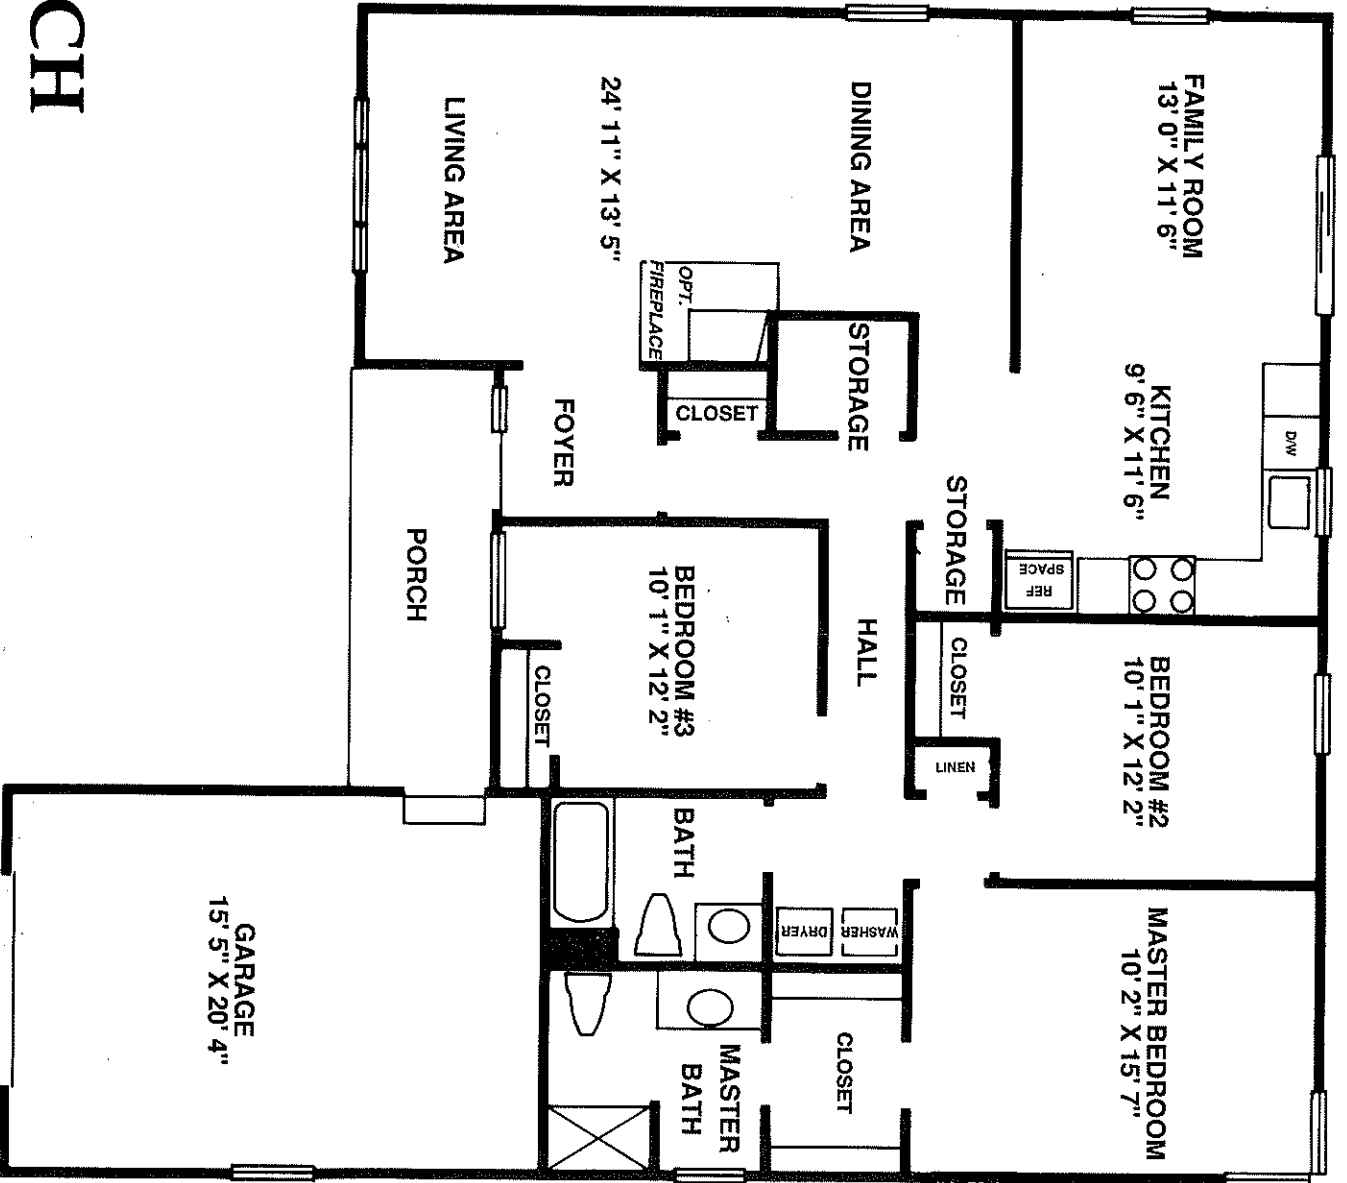 CH
FAMILY ROOM
13' 0" X 11' 6"
KITCHEN
9' 6" X 11' 6"
D/W
REF
SPACE
BEDROOM #2
10' 1" X 12' 2"
MASTER BEDROOM
10' 2" X 15' 7"
DINING AREA
24' 11" X 13' 5"
LIVING AREA
OPT.
FIREPLACE
STORAGE
CLOSET
STORAGE
CLOSET
LINEN
HALL
FOYER
BEDROOM #3
10' 1" X 12' 2"
CLOSET
PORCH
BATH
WASHER
DRYER
CLOSET
MASTER
BATH
GARAGE
15' 5" X 20' 4"